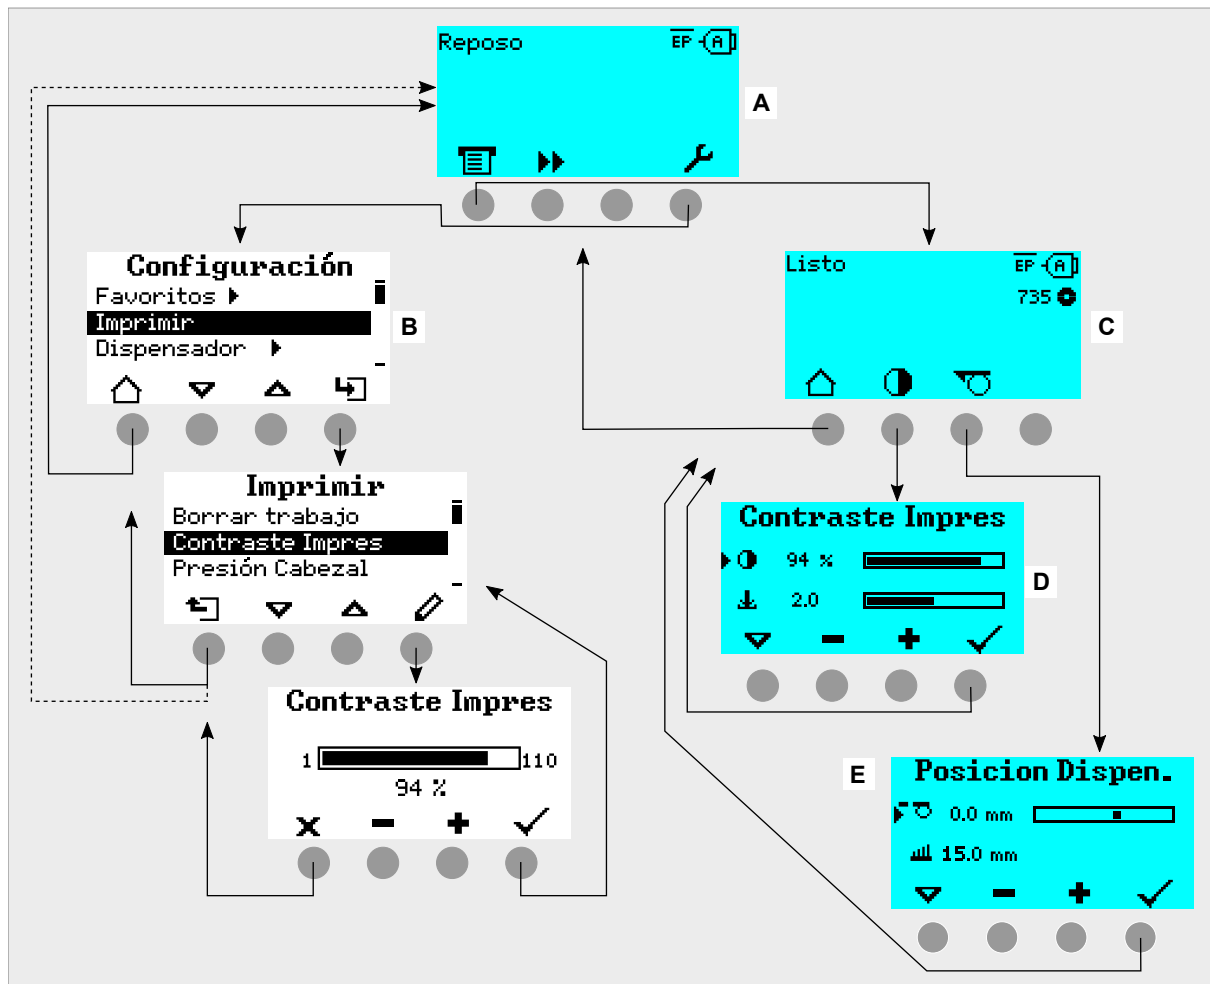 Reposo
EP A
A
Configuración
Favoritos
Imprimir
Dispensador
B
Listo
EP A
735
C
Imprimir
Borrar trabajo
Contraste Impres
Presión Cabezal
Contraste Impres
94 %
2.0
D
Contraste Impres
1 110
94 %
E
Posicion Dispen.
0.0 mm
15.0 mm